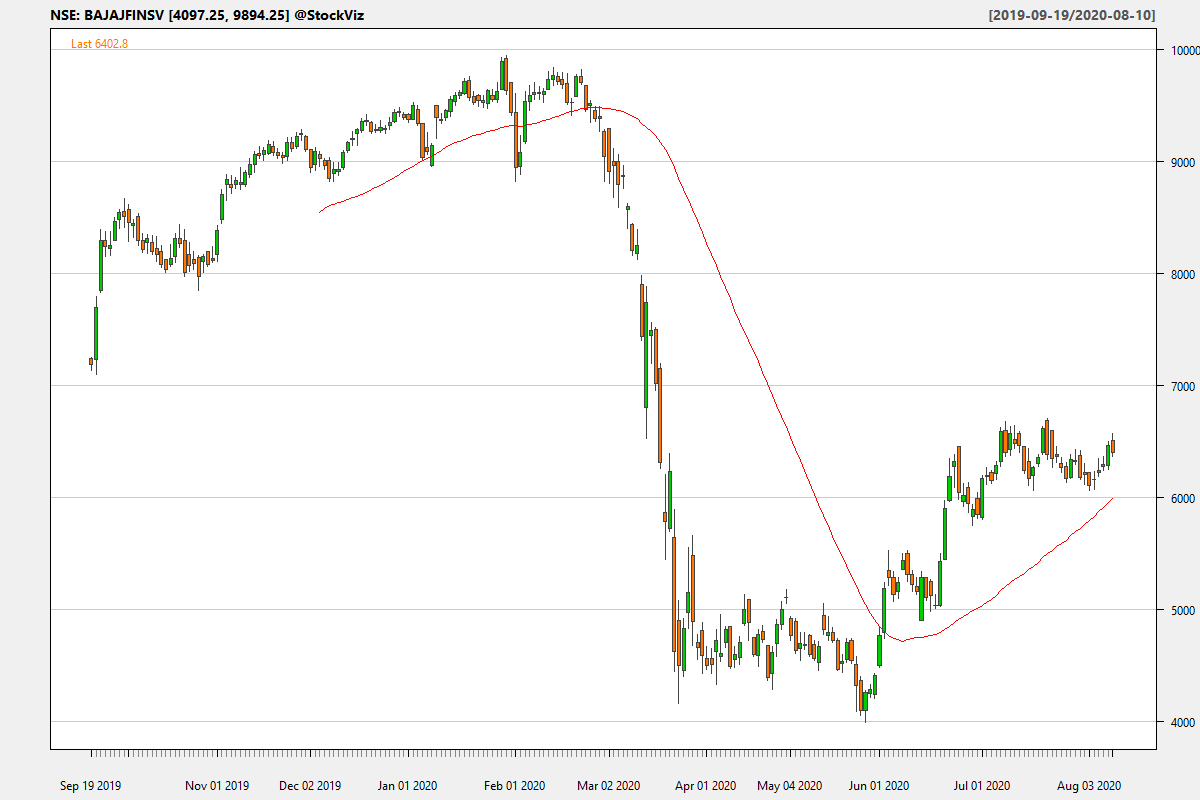 NSE: BAJAJFINSV [4097.25, 9894.25] @StockViz
[2019-09-19/2020-08-10]
Last 6402.8
10000
9000
8000
7000
6000
5000
4000
Sep 19 2019
Nov 01 2019
Dec 02 2019
Jan 01 2020
Feb 01 2020
Mar 02 2020
Apr 01 2020
May 04 2020
Jun 01 2020
Jul 01 2020
Aug 03 2020